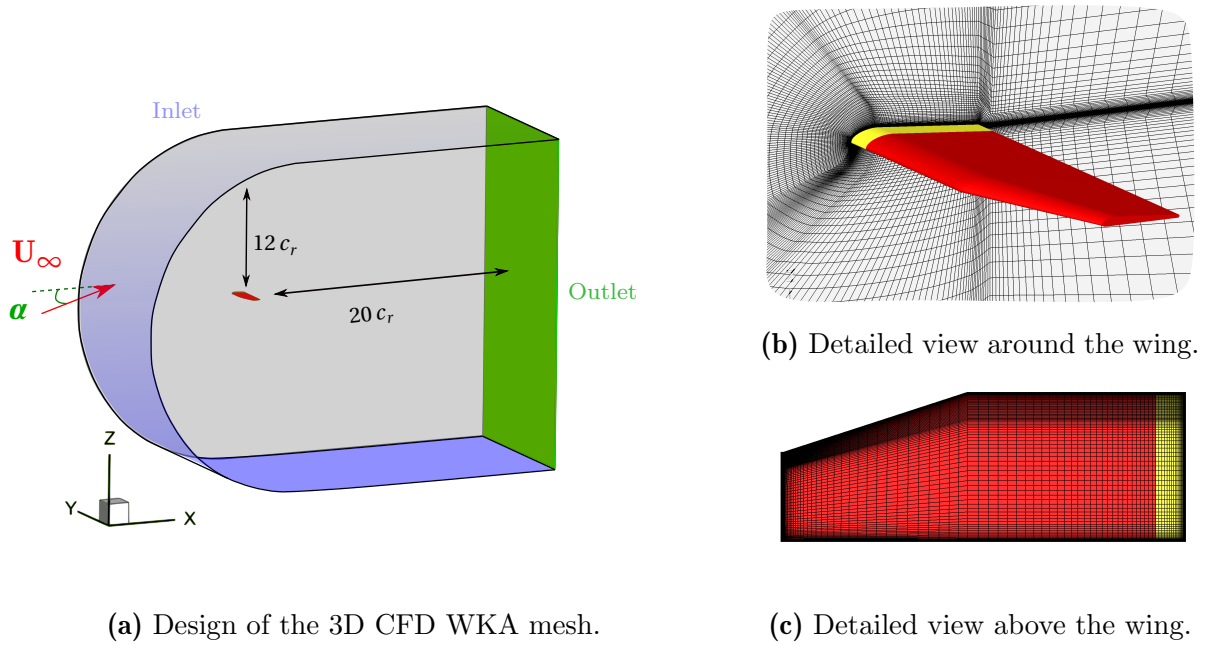 Inlet
12 c_r
U_∞
α
20 c_r
Outlet
Z
Y
X
(a) Design of the 3D CFD WKA mesh.
(b) Detailed view around the wing.
(c) Detailed view above the wing.